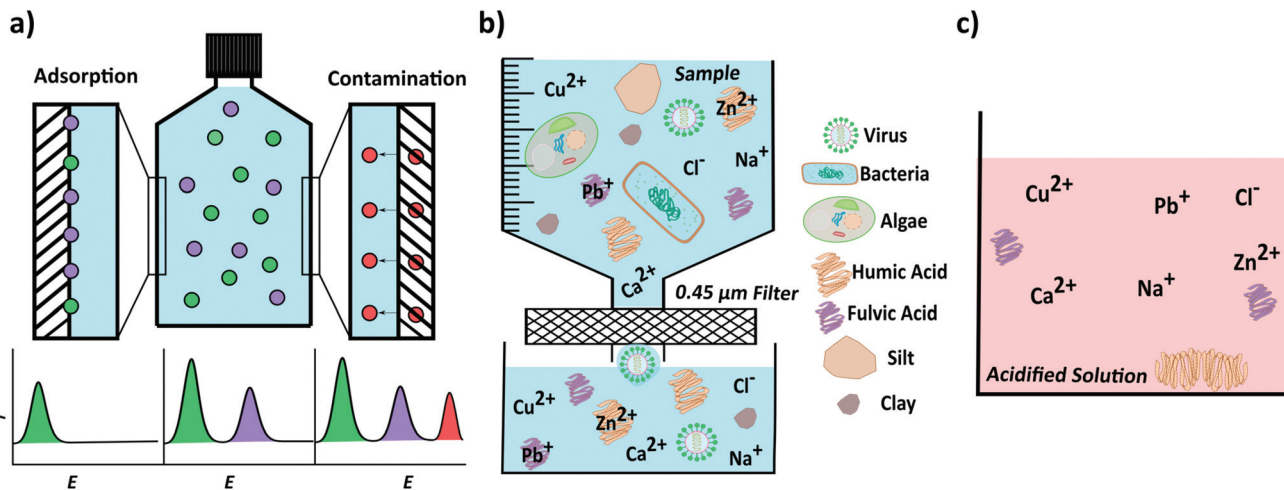 a)
Adsorption
Contamination
E
E
E
b)
Sample
Cu2+
Zn2+
Cl-
Na+
Pb+
Ca2+
0.45 μm Filter
Cu2+
Cl-
Zn2+
Ca2+
Pb+
Na+
Virus
Bacteria
Algae
Humic Acid
Fulvic Acid
Silt
Clay
c)
Cu2+
Pb+
Cl-
Zn2+
Ca2+
Na+
Acidified Solution